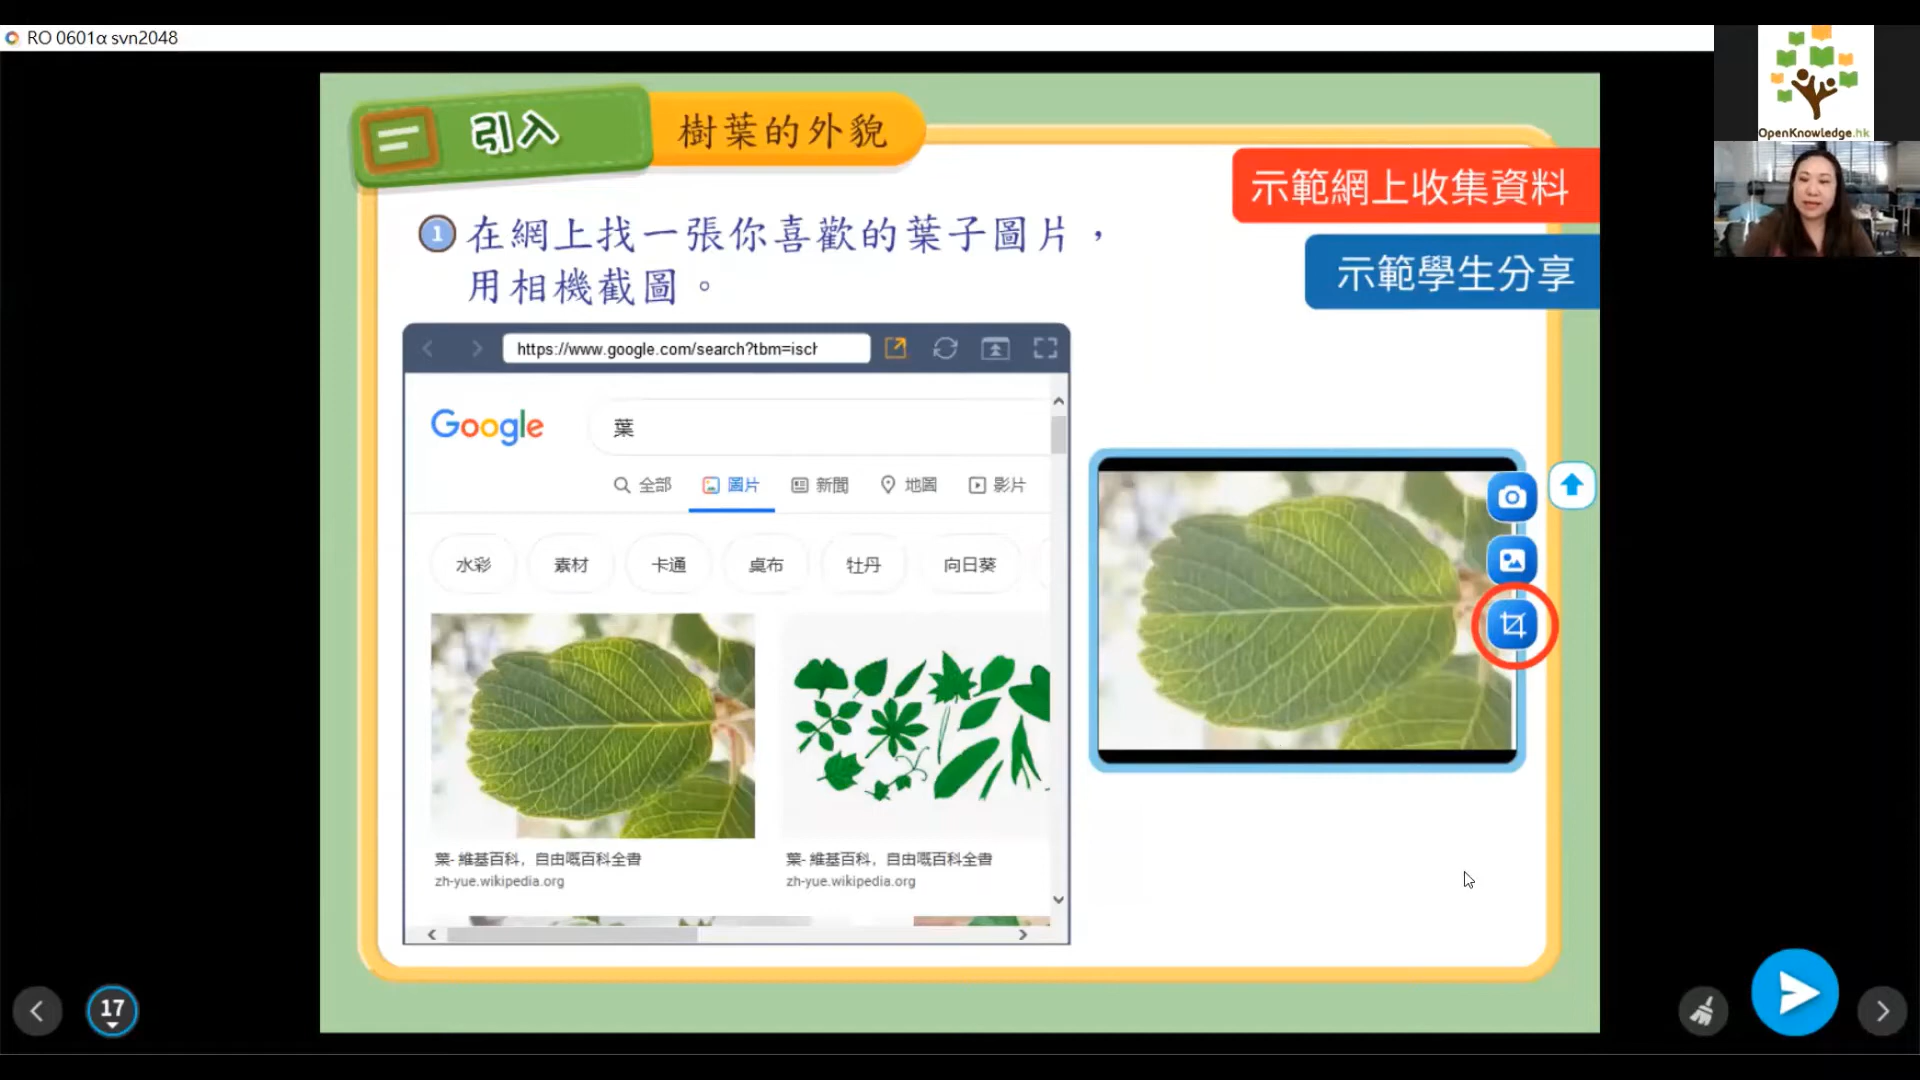 RO 0601α svn2048
OpenKnowledge.hk
引入
樹葉的外貌
示範網上收集資料
示範學生分享
1 在網上找一張你喜歡的葉子圖片，
用相機截圖。
https://www.google.com/search?tbm=isch
Google
葉
全部 圖片 新聞 地圖 影片
水彩 素材 卡通 桌布 牡丹 向日葵
葉- 維基百科，自由嘅百科全書
zh-yue.wikipedia.org
葉- 維基百科，自由嘅百科全書
zh-yue.wikipedia.org
17